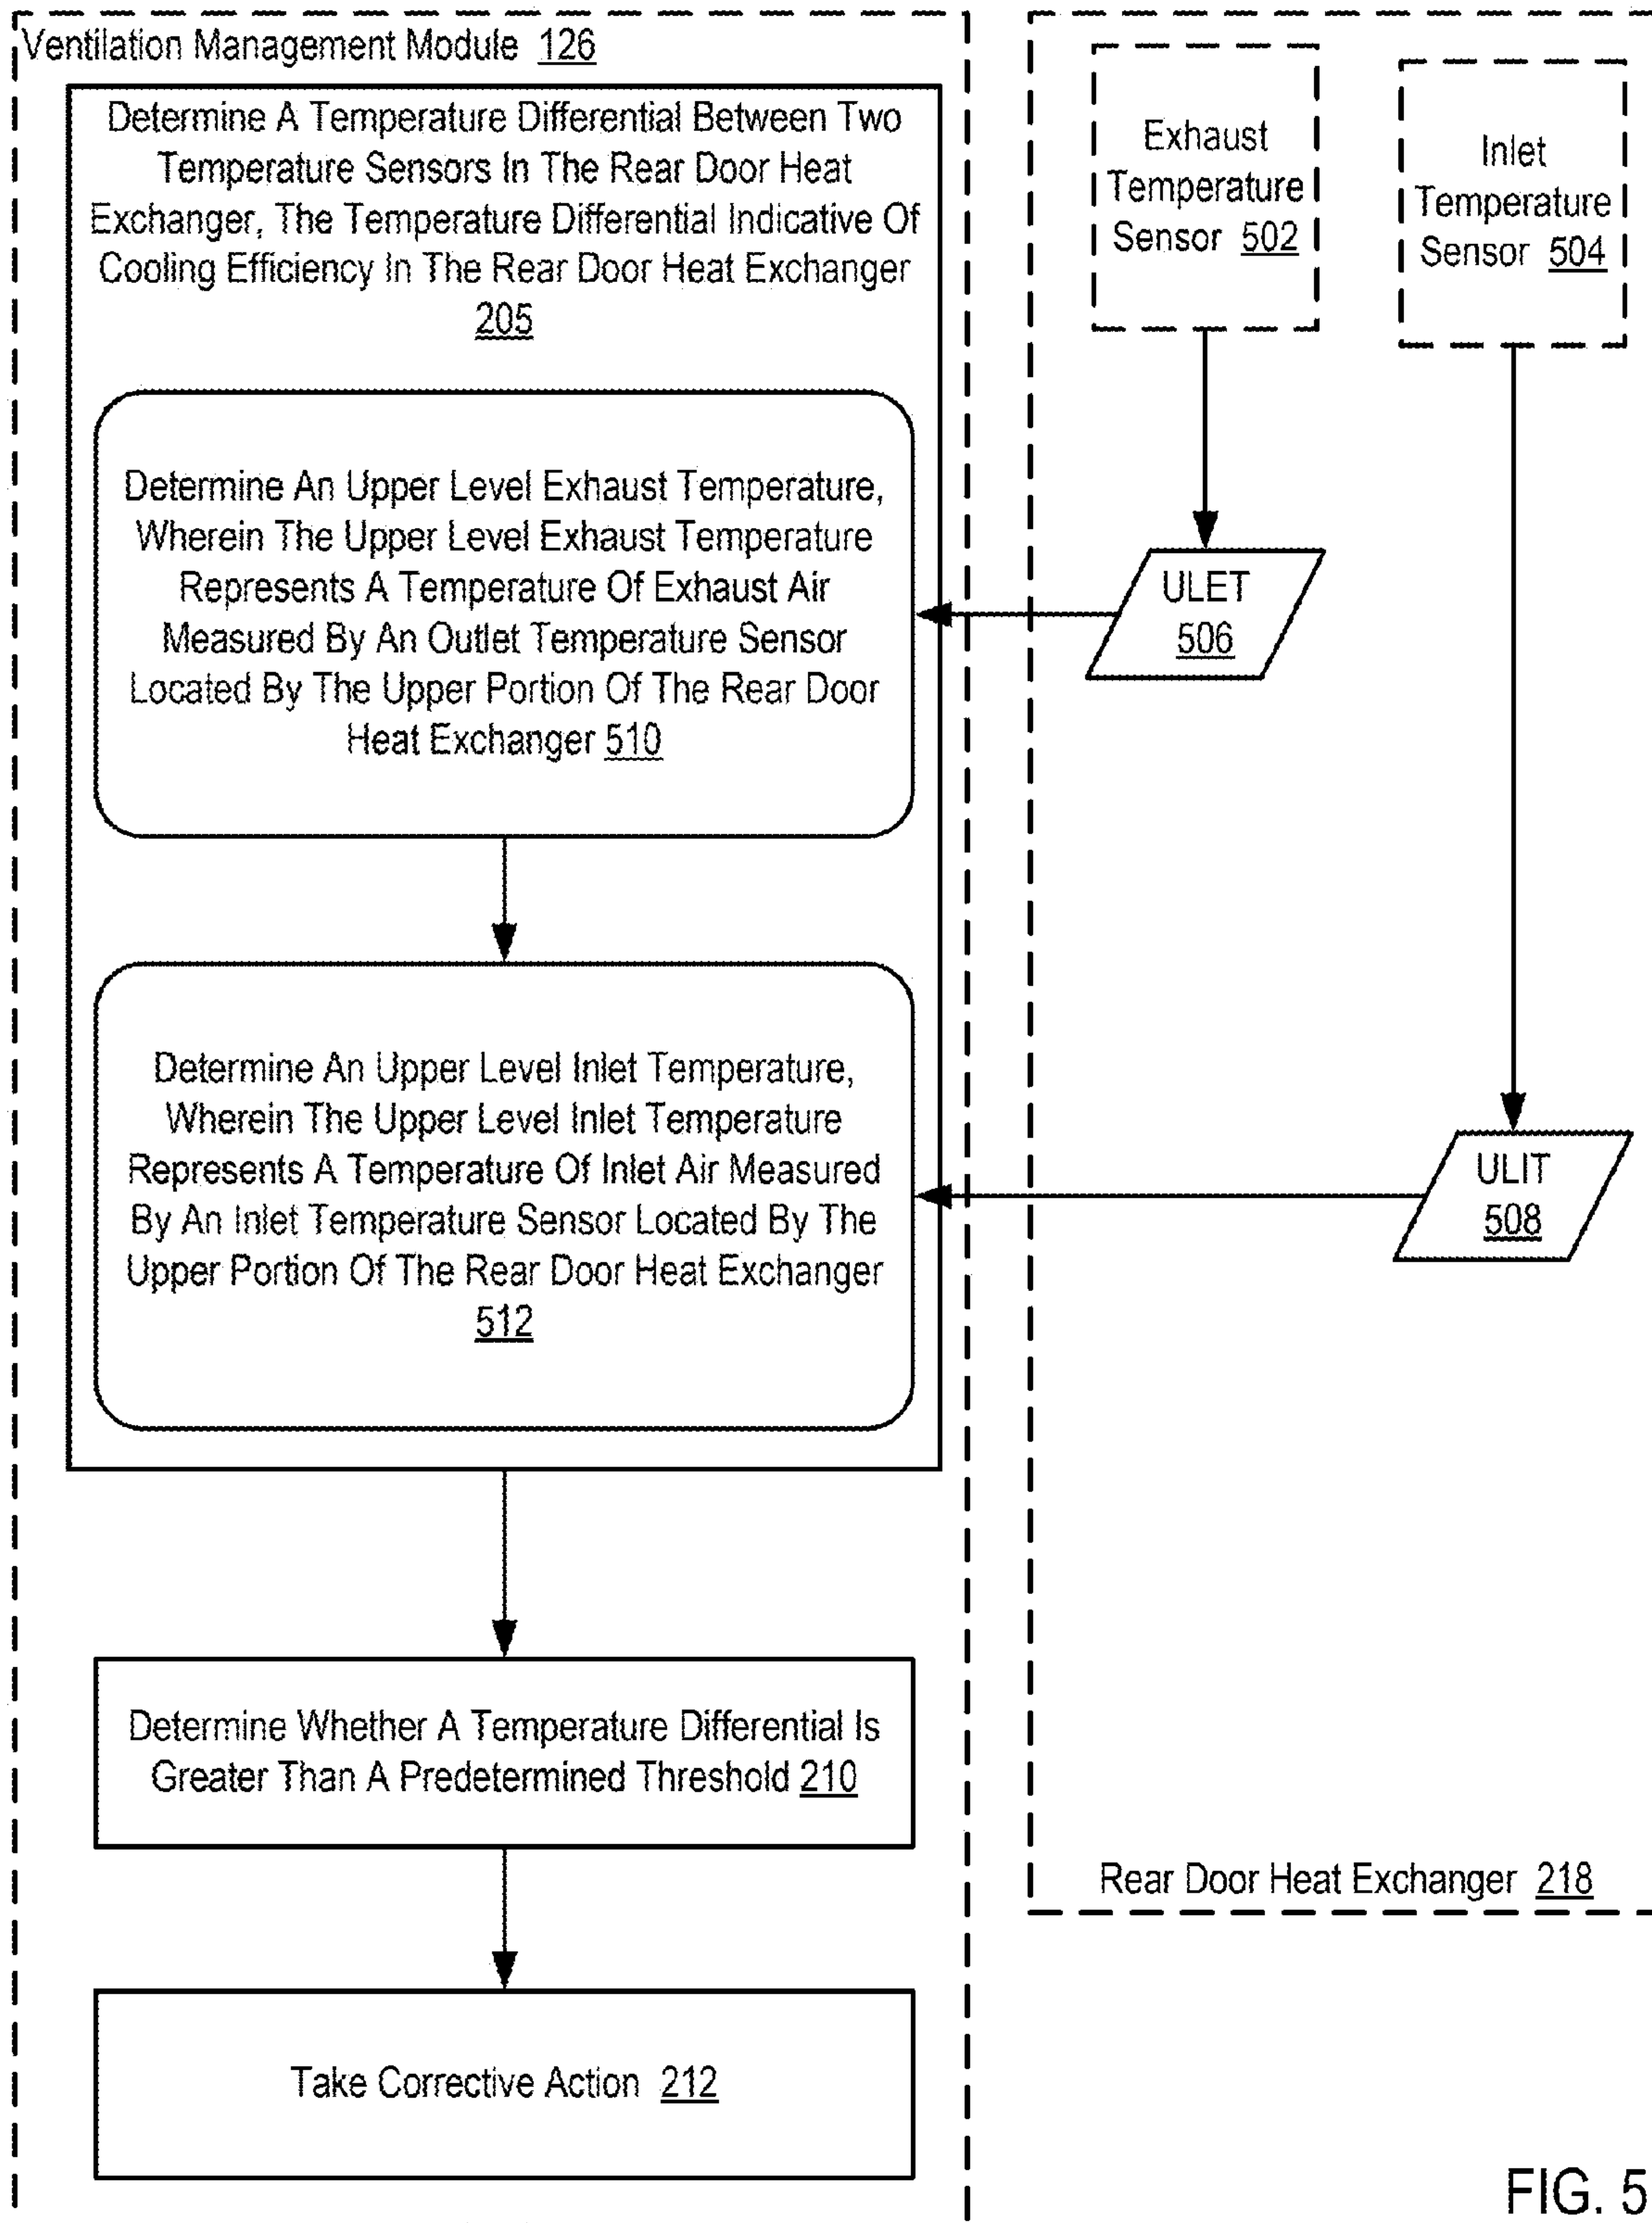 Ventilation Management Module 126
Determine A Temperature Differential Between Two
Temperature Sensors In The Rear Door Heat
Exchanger, The Temperature Differential Indicative Of
Cooling Efficiency In The Rear Door Heat Exchanger
205
Determine An Upper Level Exhaust Temperature,
Wherein The Upper Level Exhaust Temperature
Represents A Temperature Of Exhaust Air
Measured By An Outlet Temperature Sensor
Located By The Upper Portion Of The Rear Door
Heat Exchanger 510
Determine An Upper Level Inlet Temperature,
Wherein The Upper Level Inlet Temperature
Represents A Temperature Of Inlet Air Measured
By An Inlet Temperature Sensor Located By The
Upper Portion Of The Rear Door Heat Exchanger
512
Determine Whether A Temperature Differential Is
Greater Than A Predetermined Threshold 210
Take Corrective Action 212
Exhaust
Temperature
Sensor 502
Inlet
Temperature
Sensor 504
ULET
506
ULIT
508
Rear Door Heat Exchanger 218
FIG. 5